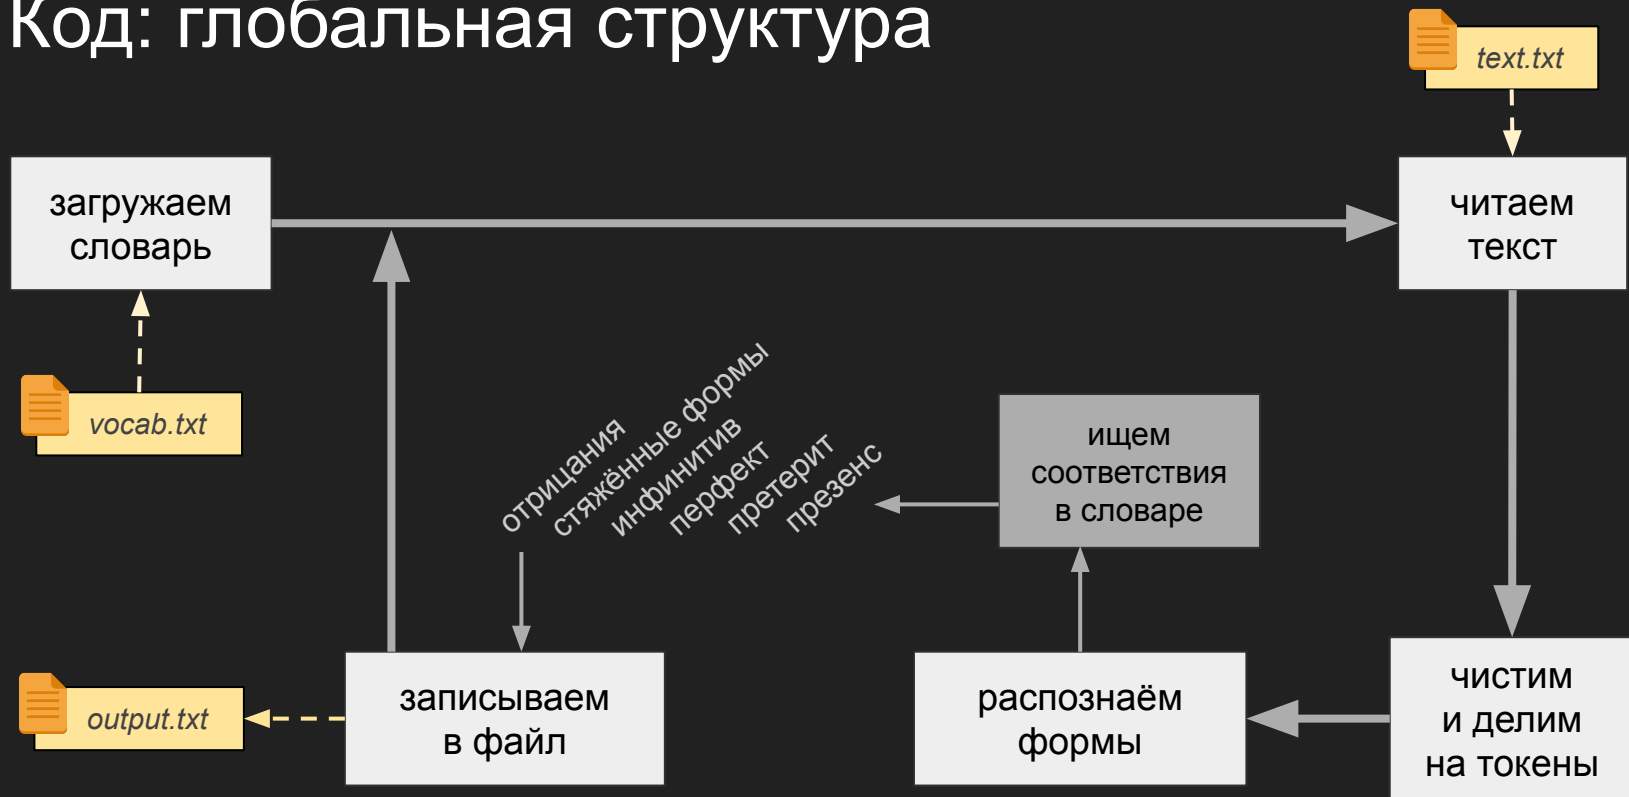 Код: глобальная структура
text.txt
загружаем
словарь
читаем
текст
vocab.txt
отрицания
стяжённые формы
инфинитив
перфект
претерит
презенс
ищем
соответствия
в словаре
output.txt
записываем
в файл
распознаём
формы
чистим
и делим
на токены